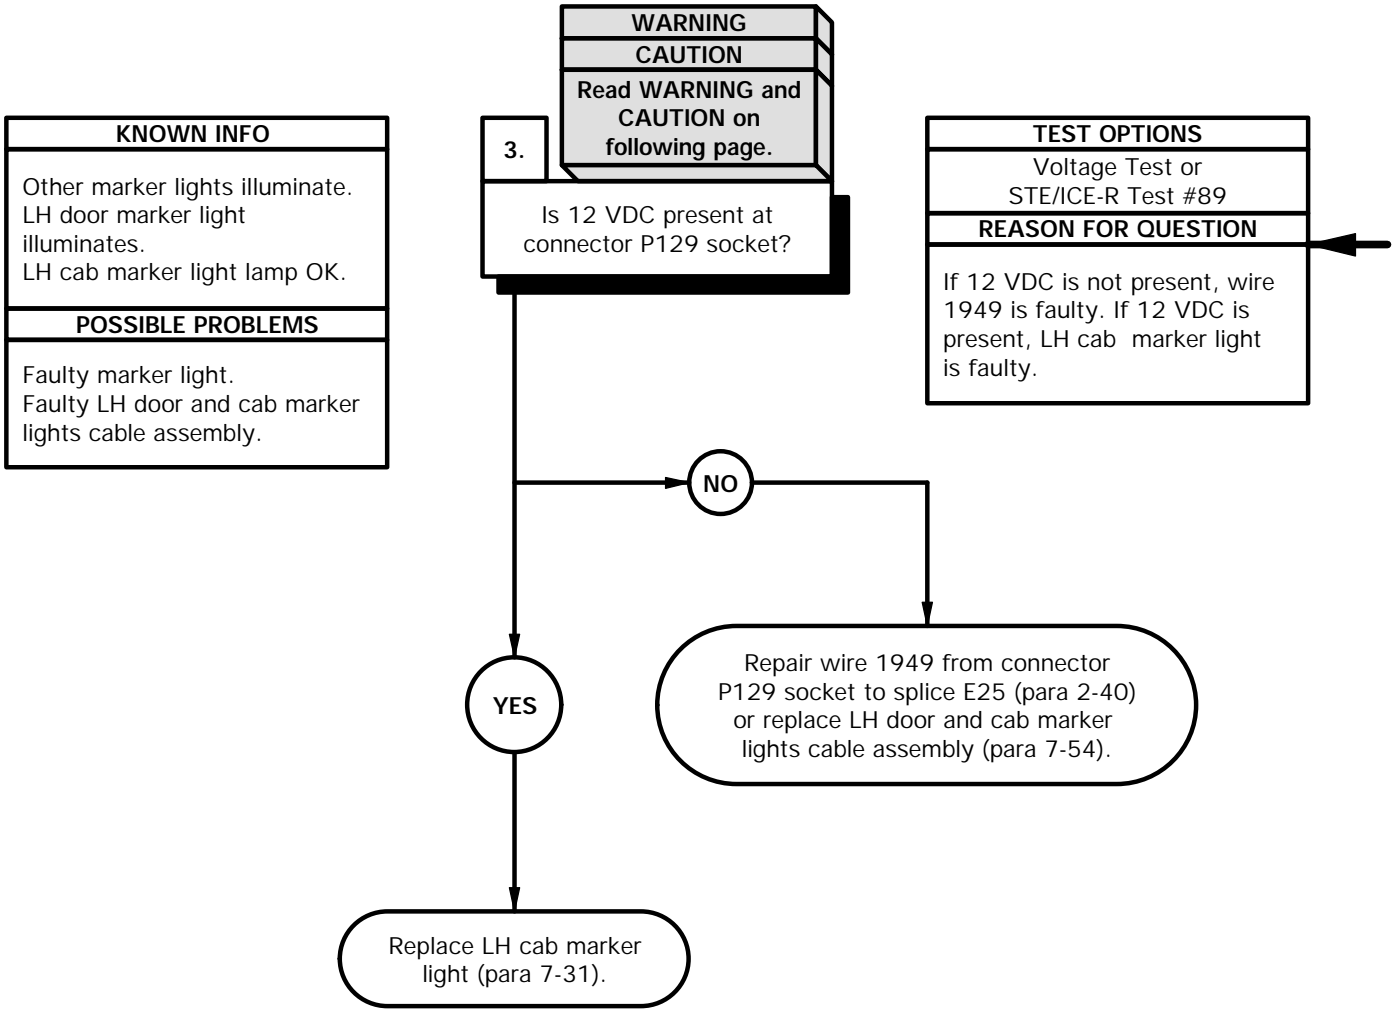 WARNING
CAUTION
Read WARNING and
CAUTION on
following page.
KNOWN INFO
Other marker lights illuminate.
LH door marker light
illuminates.
LH cab marker light lamp OK.
POSSIBLE PROBLEMS
Faulty marker light.
Faulty LH door and cab marker
lights cable assembly.
3.
Is 12 VDC present at
connector P129 socket?
TEST OPTIONS
Voltage Test or
STE/ICE-R Test #89
REASON FOR QUESTION
If 12 VDC is not present, wire
1949 is faulty. If 12 VDC is
present, LH cab marker light
is faulty.
NO
Repair wire 1949 from connector
P129 socket to splice E25 (para 2-40)
or replace LH door and cab marker
lights cable assembly (para 7-54).
YES
Replace LH cab marker
light (para 7-31).